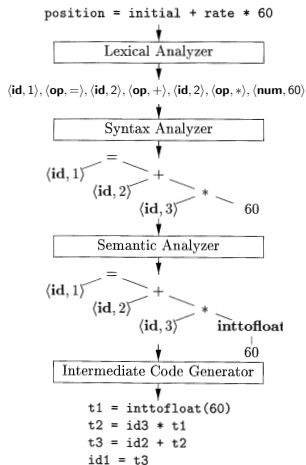 position = initial + rate * 60
Lexical Analyzer
⟨id, 1⟩, ⟨op, =⟩, ⟨id, 2⟩, ⟨op, +⟩, ⟨id, 2⟩, ⟨op, *⟩, ⟨num, 60⟩
Syntax Analyzer
=
⟨id, 1⟩ +
⟨id, 2⟩ *
⟨id, 3⟩ 60
Semantic Analyzer
=
⟨id, 1⟩ +
⟨id, 2⟩ *
⟨id, 3⟩ inttofloat
60
Intermediate Code Generator
t1 = inttofloat(60)
t2 = id3 * t1
t3 = id2 + t2
id1 = t3